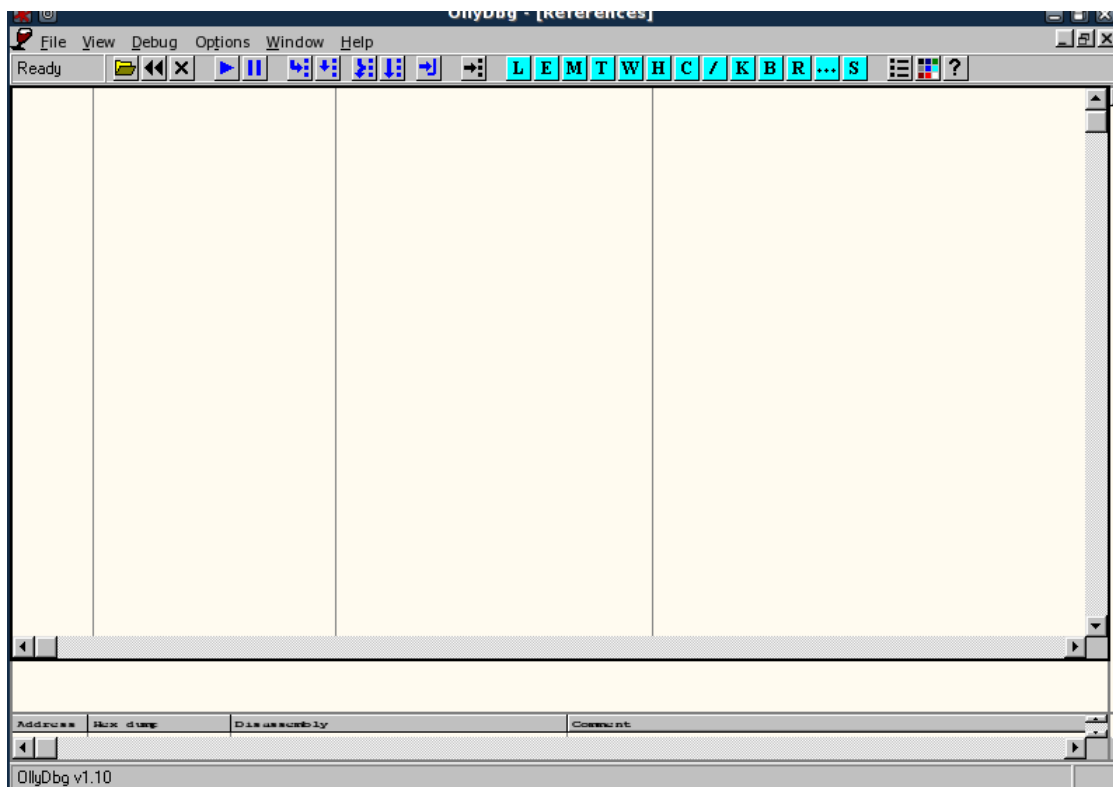 OllyDbg - [References]
File View Debug Options Window Help
Ready L E M T W H C / K B R ... S ?
Address Hex dump Disassembly Comment
OllyDbg v1.10